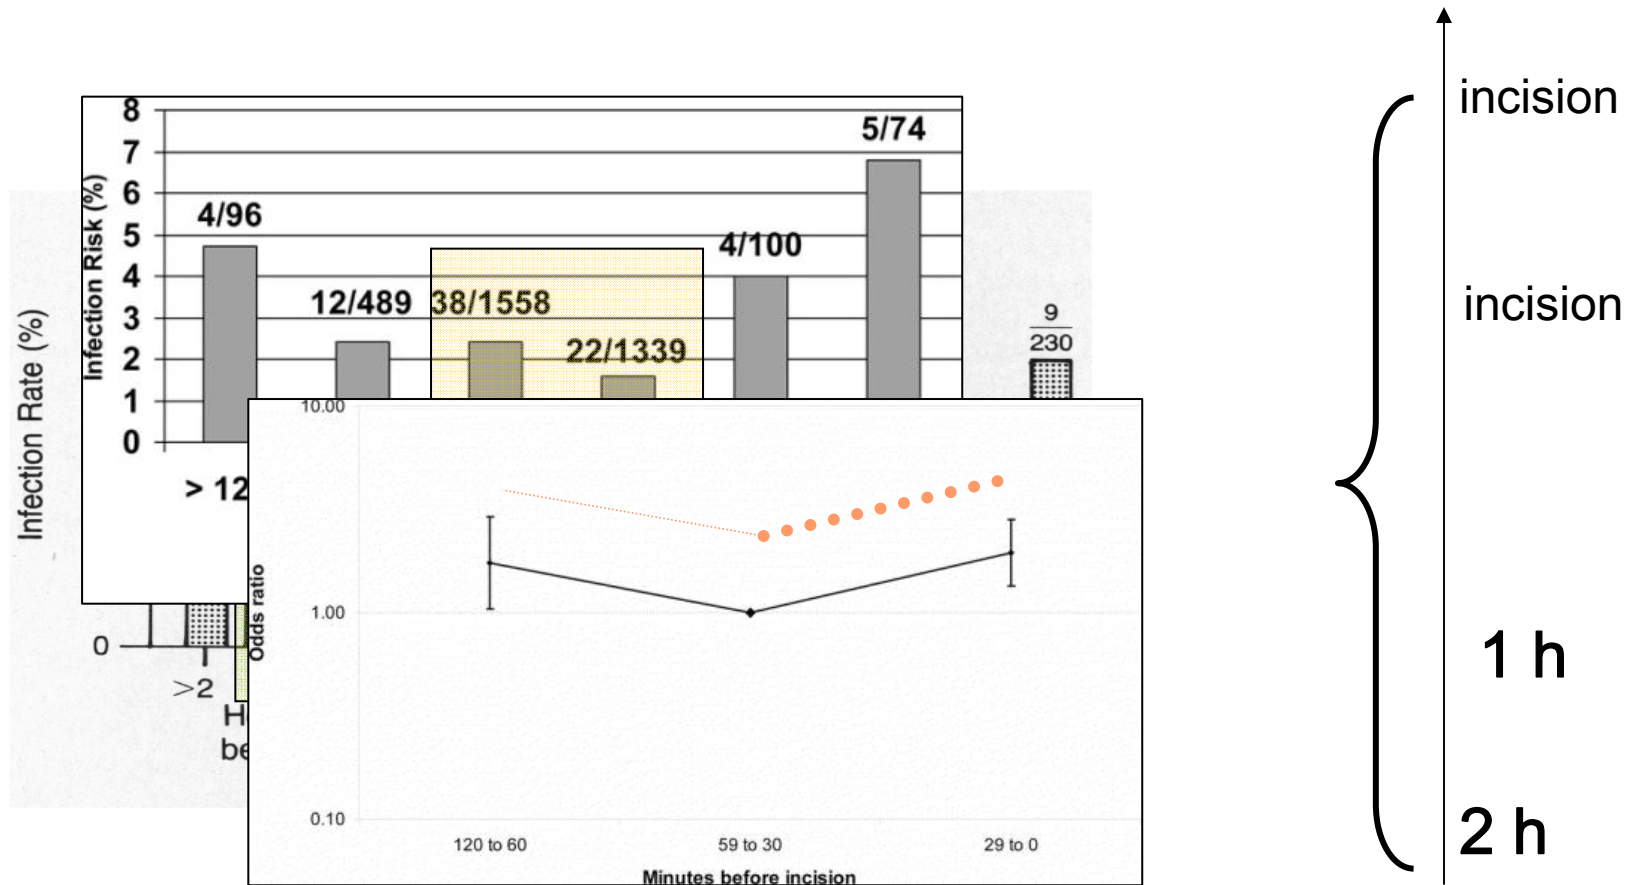 8
7
6
5
4
3
2
1
0
Infection Risk (%)
4/96
12/489
38/1558
22/1339
4/100
5/74
> 12
Infection Rate (%)
9
230
0
>2
H
be
10.00
1.00
0.10
Odds ratio
120 to 60
59 to 30
29 to 0
Minutes before incision
incision
incision
1 h
2 h